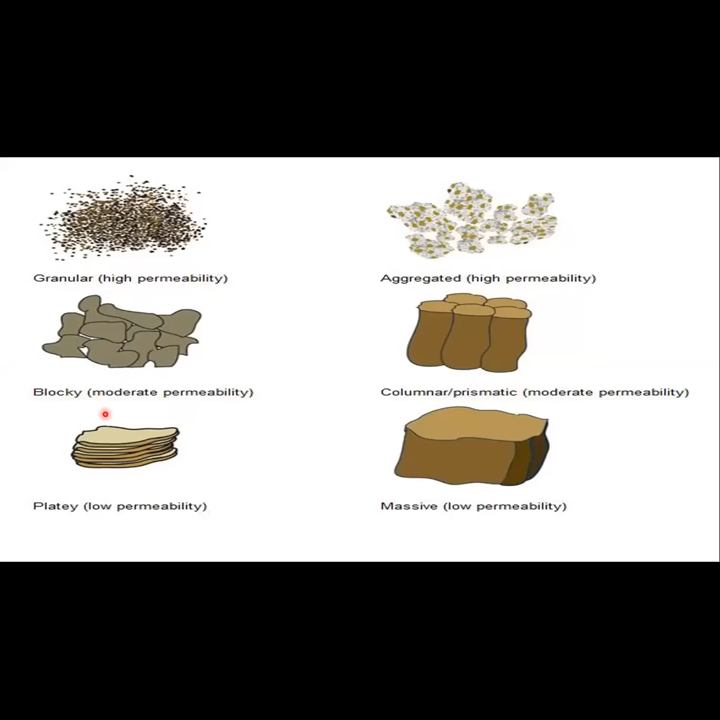 Granular (high permeability)
Aggregated (high permeability)
Blocky (moderate permeability)
Columnar/prismatic (moderate permeability)
Platey (low permeability)
Massive (low permeability)